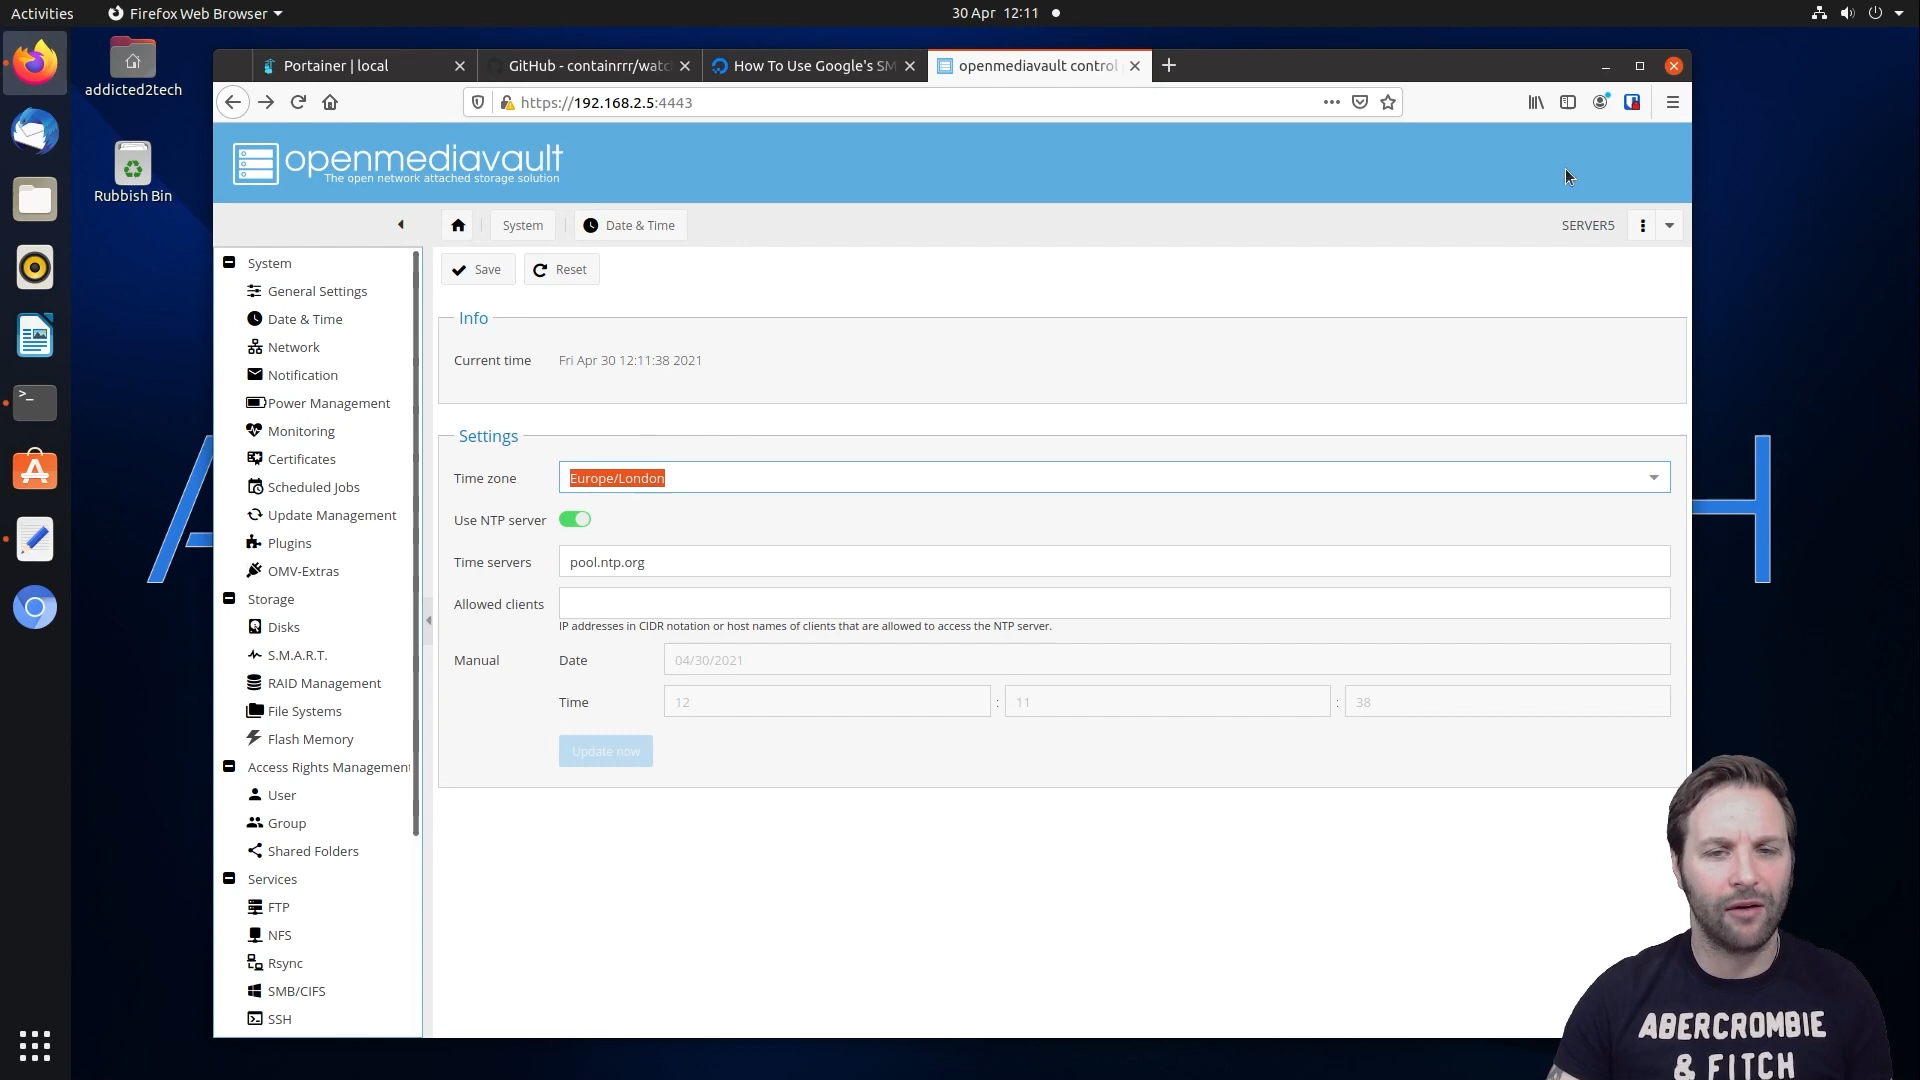 Activities
Firefox Web Browser
30 Apr 12:11
addicted2tech
Rubbish Bin
Portainer | local
GitHub - containrrr/watc
How To Use Google's SM
openmediavault control
https://192.168.2.5:4443
openmediavault
The open network attached storage solution
System
Date & Time
SERVER5
System
General Settings
Date & Time
Network
Notification
Power Management
Monitoring
Certificates
Scheduled Jobs
Update Management
Plugins
OMV-Extras
Storage
Disks
S.M.A.R.T.
RAID Management
File Systems
Flash Memory
Access Rights Management
User
Group
Shared Folders
Services
FTP
NFS
Rsync
SMB/CIFS
SSH
Save
Reset
Info
Current time
Fri Apr 30 12:11:38 2021
Settings
Time zone
Europe/London
Use NTP server
Time servers
pool.ntp.org
Allowed clients
IP addresses in CIDR notation or host names of clients that are allowed to access the NTP server.
Manual
Date
04/30/2021
Time
12
:
11
:
38
Update now
A
H
ABERCROMBIE
& FITCH